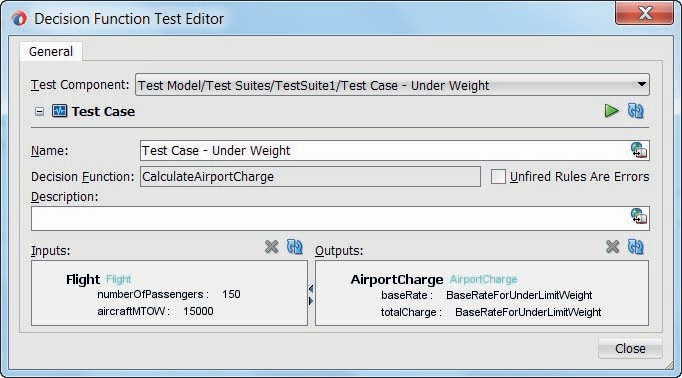 Decision Function Test Editor
General
Test Component: Test Model/Test Suites/TestSuite1/Test Case - Under Weight
Test Case
Name: Test Case - Under Weight
Decision Function: CalculateAirportCharge Unfired Rules Are Errors
Description:
Inputs: Outputs:
Flight Flight AirportCharge AirportCharge
numberOfPassengers : 150 baseRate : BaseRateForUnderLimitWeight
aircraftMTOW : 15000 totalCharge : BaseRateForUnderLimitWeight
Close